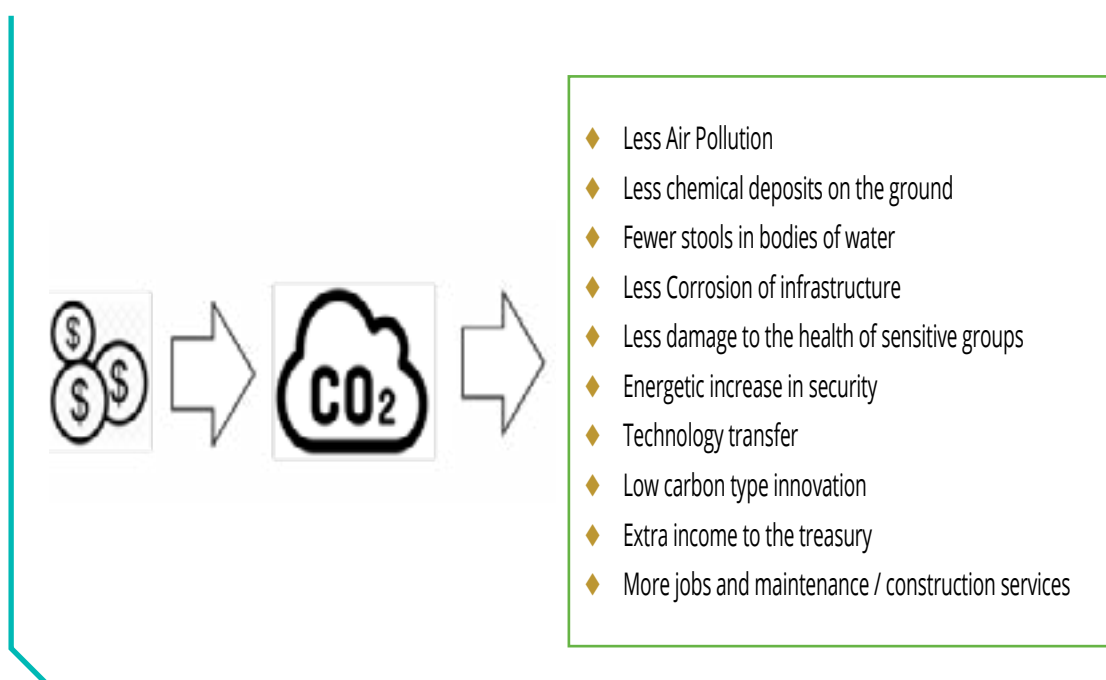 $
$
$
CO₂
Less Air Pollution
Less chemical deposits on the ground
Fewer stools in bodies of water
Less Corrosion of infrastructure
Less damage to the health of sensitive groups
Energetic increase in security
Technology transfer
Low carbon type innovation
Extra income to the treasury
More jobs and maintenance / construction services